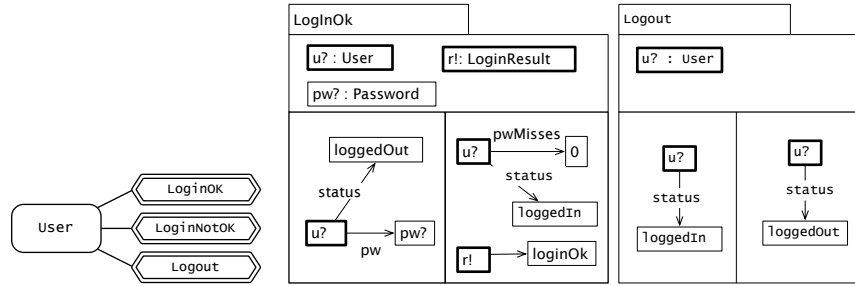 User
LoginOK
LoginNotOK
Logout
LogInOk
u? : User
r!: LoginResult
pw? : Password
loggedOut
status
u?
pw
pw?
u?
pwMisses
0
status
loggedIn
r!
loginOk
Logout
u? : User
u?
status
loggedIn
u?
status
loggedOut